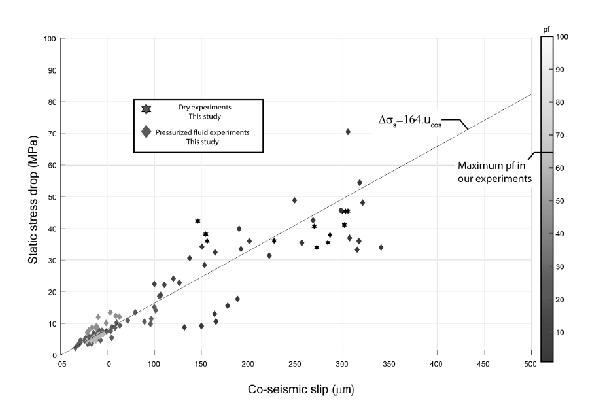 pf
100
90
80
70
60
50
40
30
20
10
0
Static stress drop (MPa)
Dry experiments
This study
Pressurized fluid experiments
This study
Δσs=164.ucos
Maximum pf in
our experiments
100
90
80
70
60
50
40
30
20
10
05 0 100 150 200 250 300 350 400 450 500
Co-seismic slip (μm)